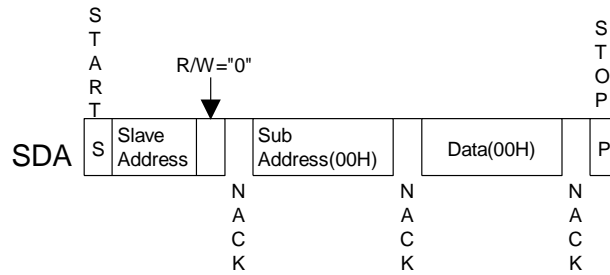 START
STOP
R/W="0"
SDA
S
Slave
Address
Sub
Address(00H)
Data(00H)
P
NACK
NACK
NACK